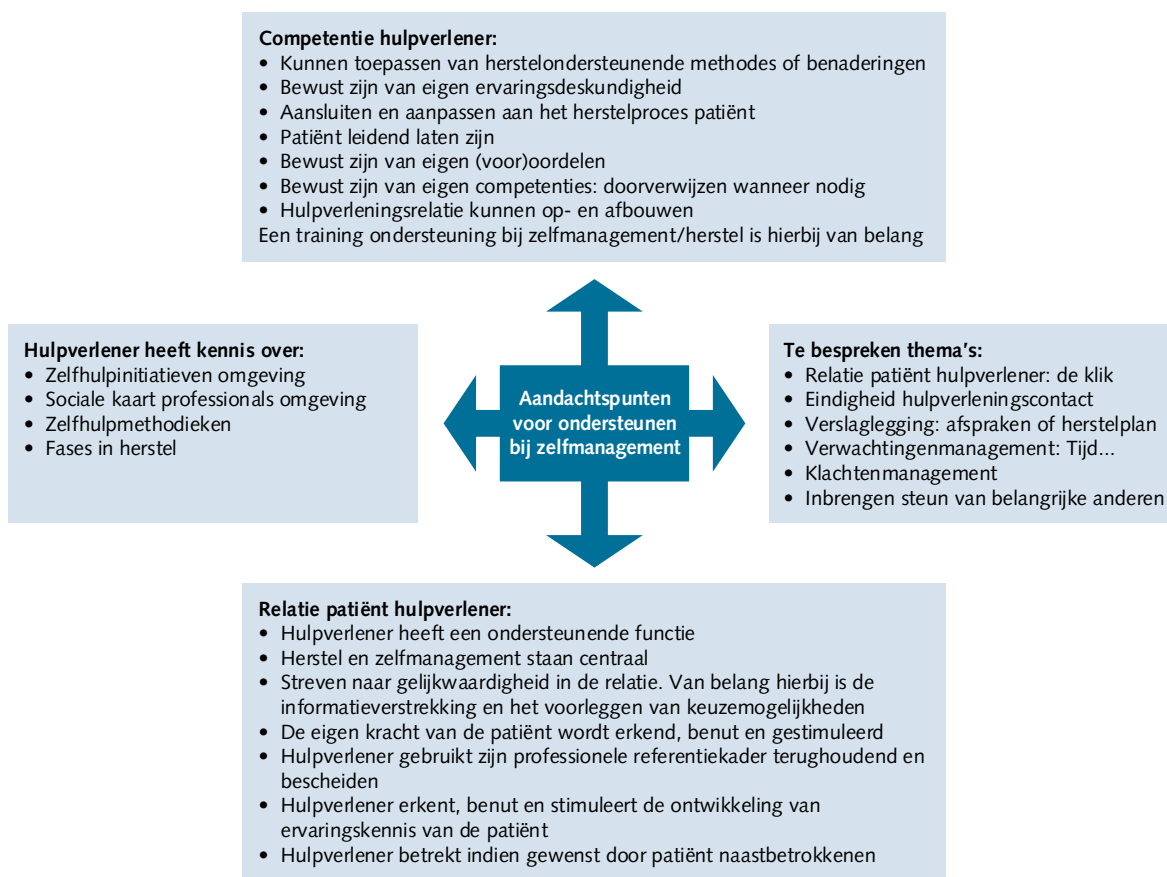 Competentie hulpverlener:
• Kunnen toepassen van herstelondersteunende methodes of benaderingen
• Bewust zijn van eigen ervaringsdeskundigheid
• Aansluiten en aanpassen aan het herstelproces patiënt
• Patiënt leidend laten zijn
• Bewust zijn van eigen (voor)oordelen
• Bewust zijn van eigen competenties: doorverwijzen wanneer nodig
• Hulpverleningsrelatie kunnen op- en afbouwen
Een training ondersteuning bij zelfmanagement/herstel is hierbij van belang
Hulpverlener heeft kennis over:
• Zelfhulpinitiatieven omgeving
• Sociale kaart professionals omgeving
• Zelfhulpmethodieken
• Fases in herstel
Aandachtspunten
voor ondersteunen
bij zelfmanagement
Te bespreken thema's:
• Relatie patiënt hulpverlener: de klik
• Eindigheid hulpverleningscontact
• Verslaglegging: afspraken of herstelplan
• Verwachtingenmanagement: Tijd...
• Klachtenmanagement
• Inbrengen steun van belangrijke anderen
Relatie patiënt hulpverlener:
• Hulpverlener heeft een ondersteunende functie
• Herstel en zelfmanagement staan centraal
• Streven naar gelijkwaardigheid in de relatie. Van belang hierbij is de
informatieverstrekking en het voorleggen van keuzemogelijkheden
• De eigen kracht van de patiënt wordt erkend, benut en gestimuleerd
• Hulpverlener gebruikt zijn professionele referentiekader terughoudend en
bescheiden
• Hulpverlener erkent, benut en stimuleert de ontwikkeling van
ervaringskennis van de patiënt
• Hulpverlener betrekt indien gewenst door patiënt naastbetrokkenen